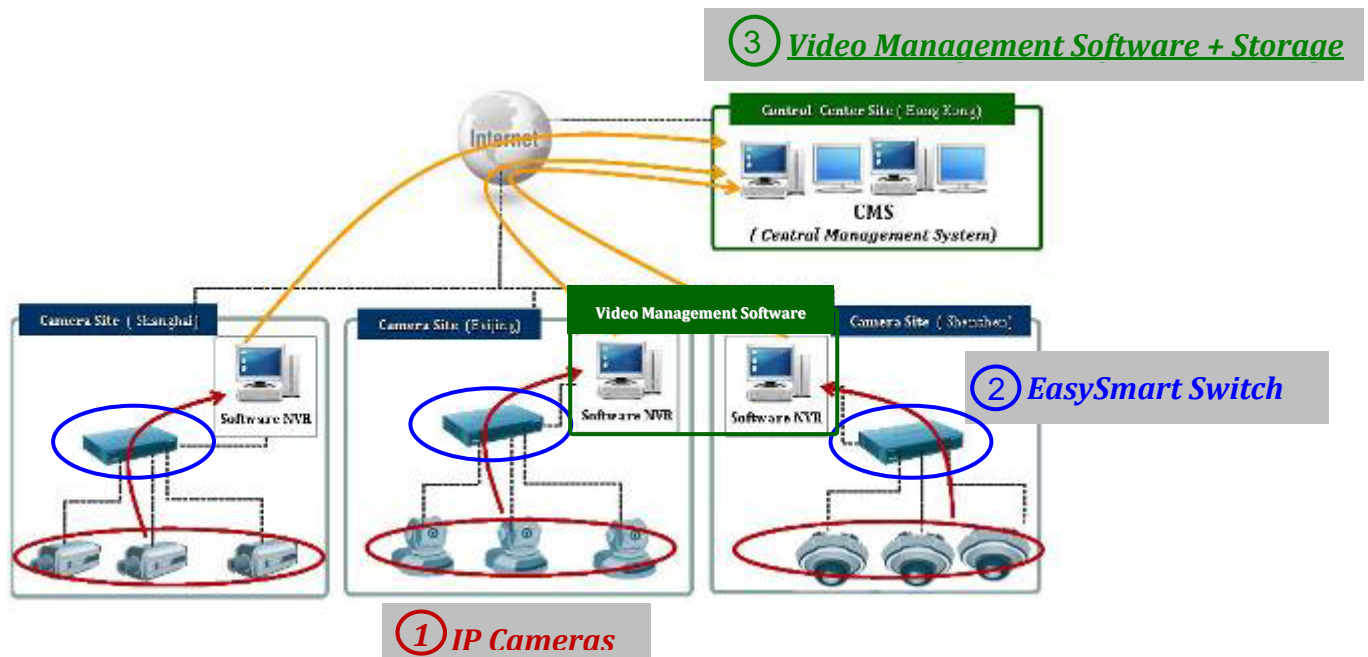 3 Video Management Software + Storage
Control Center Site ( Hong Kong)
Internet
CMS
( Central Management System)
Camera Site ( Shanghai)
Camera Site (Beijing)
Video Management Software
Camera Site ( Shenzhen)
2 EasySmart Switch
Software NVR
Software NVR
Software NVR
1 IP Cameras